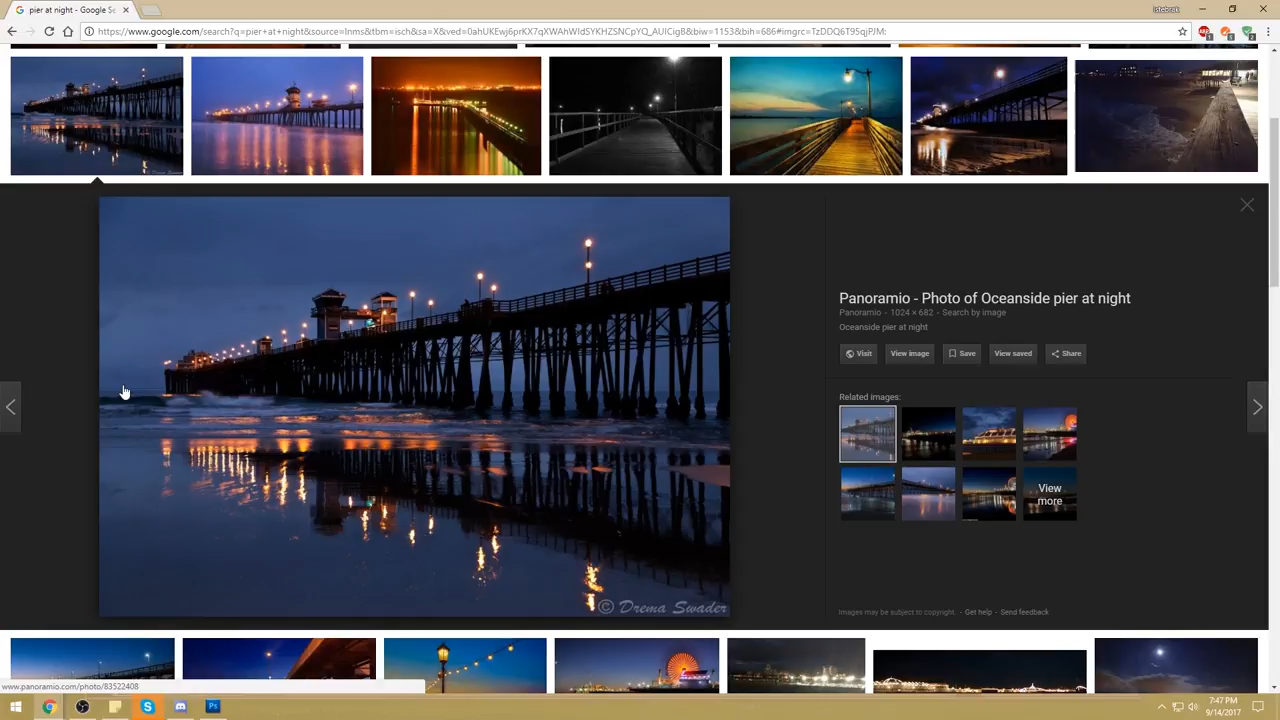 pier at night - Google Se
Istebrak
https://www.google.com/search?q=pier+at+night&source=lnms&tbm=isch&sa=X&ved=0ahUKEwj6prKX7qXWAhWIdSYKHZSNCpYQ_AUICigB&biw=1153&bih=686#imgrc=TzDDQ6T95qjPJM:
Panoramio - Photo of Oceanside pier at night
Panoramio - 1024 × 682 - Search by image
Oceanside pier at night
Visit
View image
Save
View saved
Share
Related images:
View more
© Drema Swader
Images may be subject to copyright. - Get help - Send feedback
www.panoramio.com/photo/83522408
7:47 PM
9/14/2017